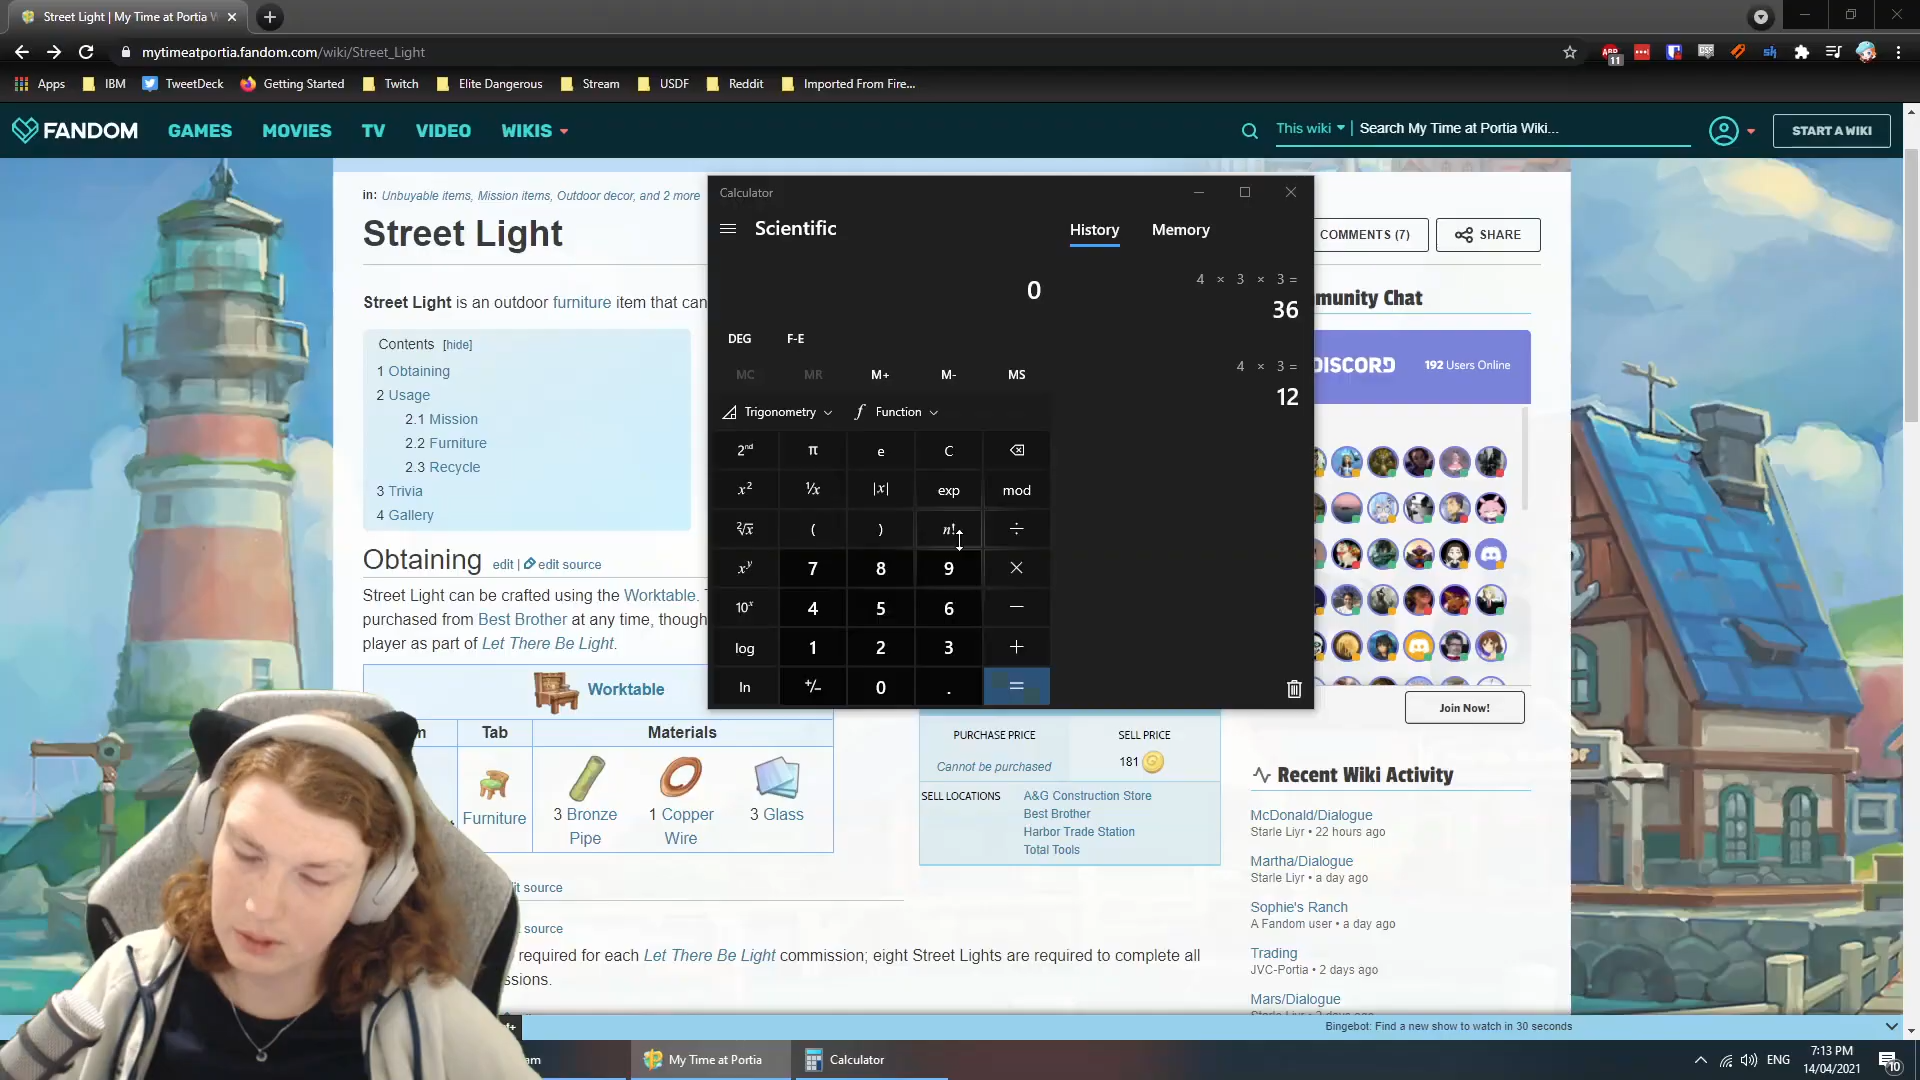 Street Light | My Time at Portia W
mytimeatportia.fandom.com/wiki/Street_Light
11
Apps
IBM
TweetDeck
Getting Started
Twitch
Elite Dangerous
Stream
USDF
Reddit
Imported From Fire...
FANDOM
GAMES
MOVIES
TV
VIDEO
WIKIS
This wiki
Search My Time at Portia Wiki...
START A WIKI
in: Unbuyable items, Mission items, Outdoor decor, and 2 more
Street Light
COMMENTS (7)
SHARE
Street Light is an outdoor furniture item that can
Contents [hide]
1 Obtaining
2 Usage
2.1 Mission
2.2 Furniture
2.3 Recycle
3 Trivia
4 Gallery
Obtaining edit | edit source
Street Light can be crafted using the Worktable.
purchased from Best Brother at any time, though
player as part of Let There Be Light.
Worktable
Tab
Materials
Furniture
3 Bronze Pipe
1 Copper Wire
3 Glass
Calculator
Scientific
History
Memory
0
4 × 3 × 3 =
36
4 × 3 =
12
DEG
F-E
MC
MR
M+
M-
MS
Trigonometry
Function
2nd
π
e
C
x²
¹/x
|x|
exp
mod
²√x
(
)
n!
÷
xʸ
7
8
9
×
10ˣ
4
5
6
−
log
1
2
3
+
ln
+/−
0
.
=
PURCHASE PRICE
SELL PRICE
Cannot be purchased
181
SELL LOCATIONS
A&G Construction Store
Best Brother
Harbor Trade Station
Total Tools
source
source
required for each Let There Be Light commission; eight Street Lights are required to complete all
munity Chat
DISCORD
192 Users Online
Join Now!
Recent Wiki Activity
McDonald/Dialogue
Starle Liyr • 22 hours ago
Martha/Dialogue
Starle Liyr • a day ago
Sophie's Ranch
A Fandom user • a day ago
Trading
JVC-Portia • 2 days ago
Mars/Dialogue
Bingebot: Find a new show to watch in 30 seconds
My Time at Portia
Calculator
ENG
7:13 PM
14/04/2021
10